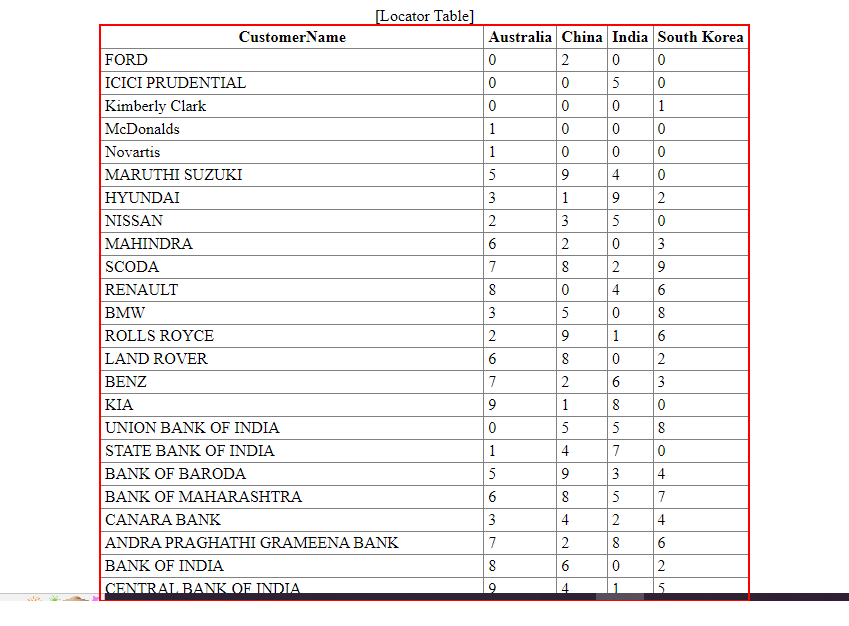 [Locator Table]
CustomerName Australia China India South Korea
FORD 0 2 0 0
ICICI PRUDENTIAL 0 0 5 0
Kimberly Clark 0 0 0 1
McDonalds 1 0 0 0
Novartis 1 0 0 0
MARUTHI SUZUKI 5 9 4 0
HYUNDAI 3 1 9 2
NISSAN 2 3 5 0
MAHINDRA 6 2 0 3
SCODA 7 8 2 9
RENAULT 8 0 4 6
BMW 3 5 0 8
ROLLS ROYCE 2 9 1 6
LAND ROVER 6 8 0 2
BENZ 7 2 6 3
KIA 9 1 8 0
UNION BANK OF INDIA 0 5 5 8
STATE BANK OF INDIA 1 4 7 0
BANK OF BARODA 5 9 3 4
BANK OF MAHARASHTRA 6 8 5 7
CANARA BANK 3 4 2 4
ANDRA PRAGHATHI GRAMEENA BANK 7 2 8 6
BANK OF INDIA 8 6 0 2
CENTRAL BANK OF INDIA 9 4 1 5